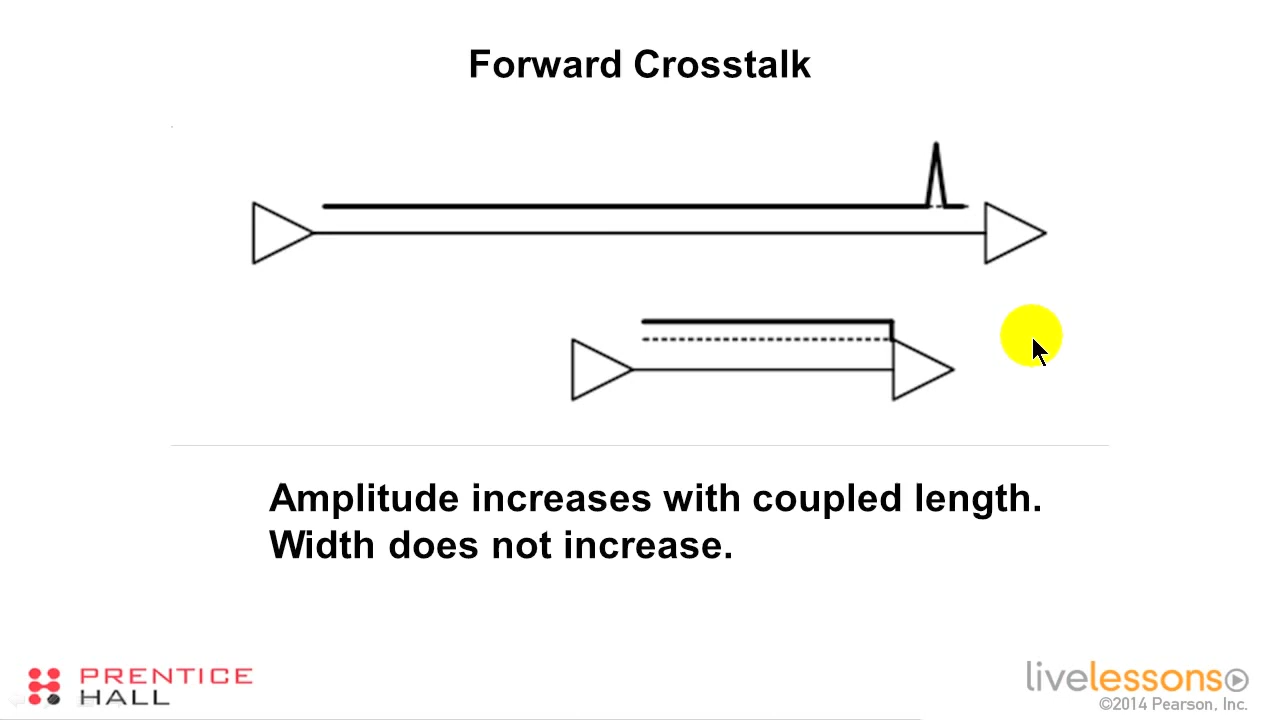 Forward Crosstalk
Amplitude increases with coupled length.
Width does not increase.
PRENTICE
HALL
livelessons
©2014 Pearson, Inc.